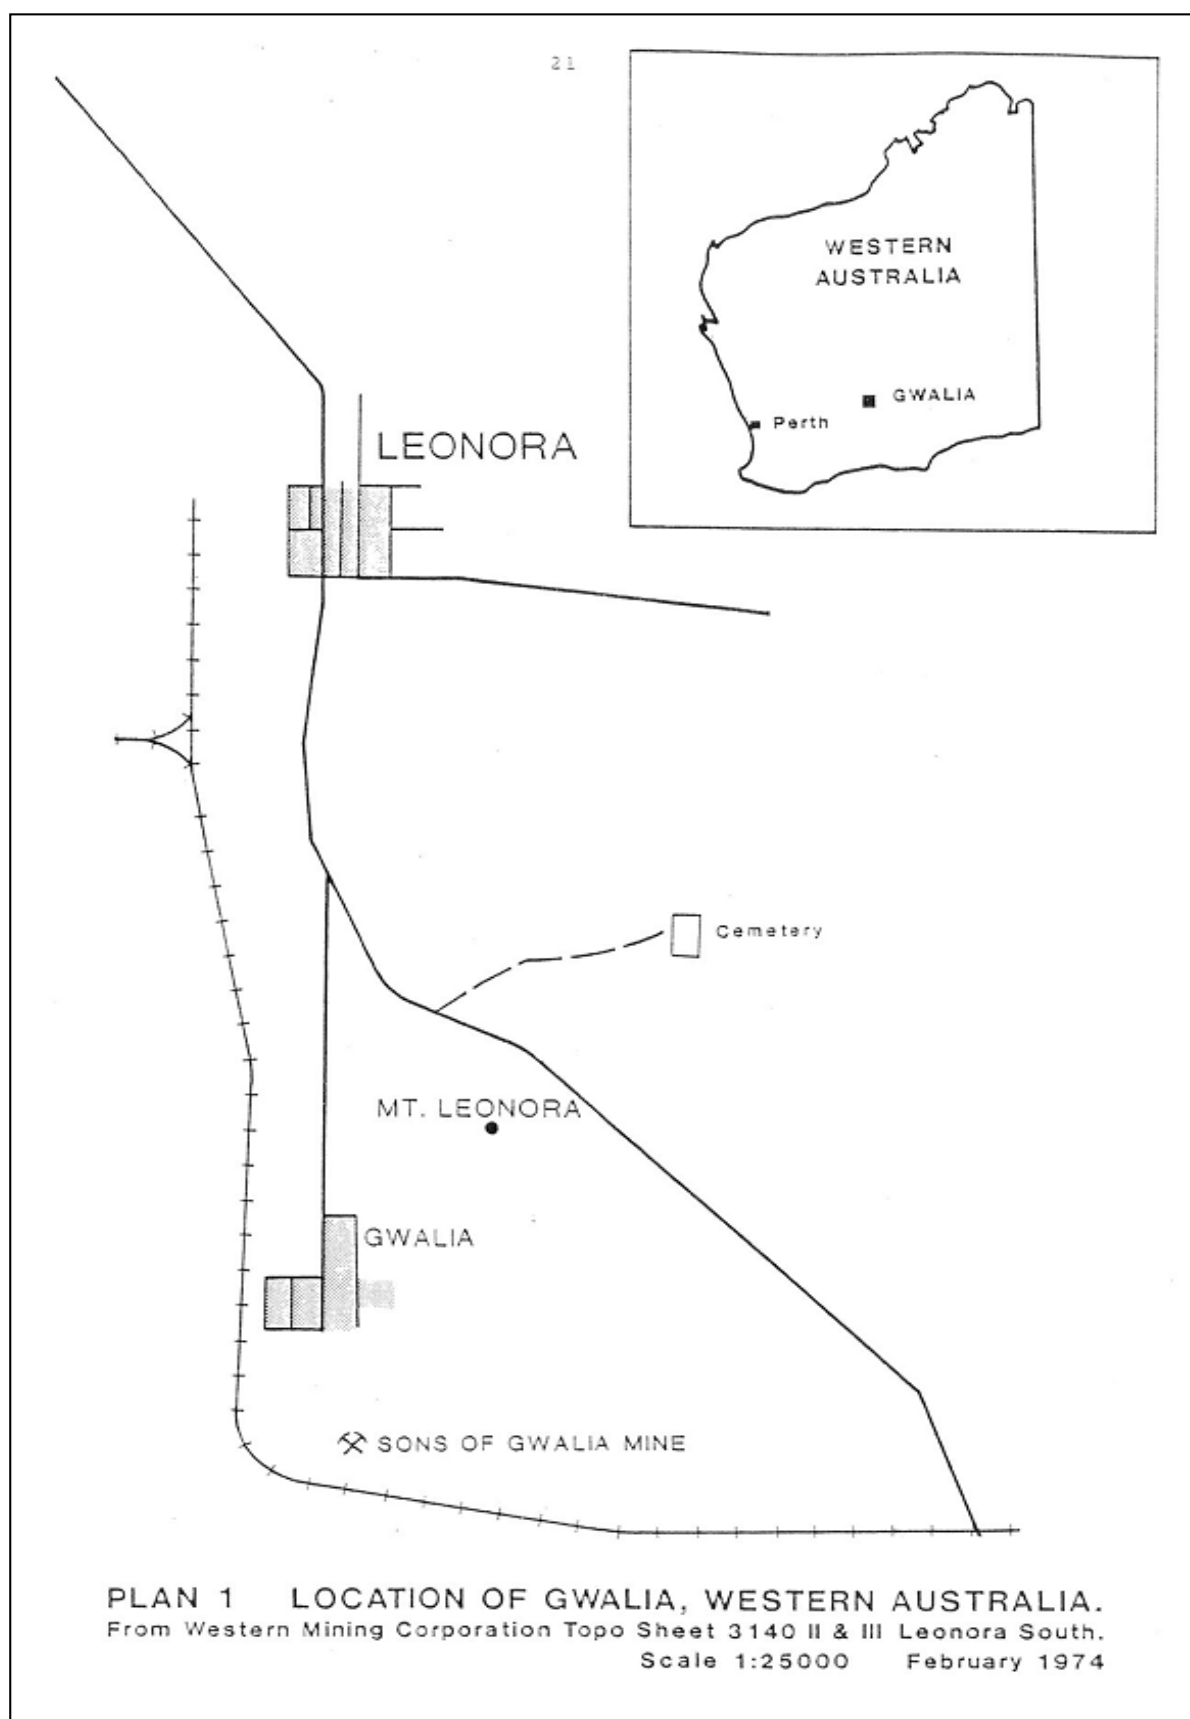 21
WESTERN
AUSTRALIA
GWALIA
Perth
LEONORA
Cemetery
MT. LEONORA
GWALIA
SONS OF GWALIA MINE
PLAN 1 LOCATION OF GWALIA, WESTERN AUSTRALIA.
From Western Mining Corporation Topo Sheet 3140 II & III Leonora South.
Scale 1:25000 February 1974